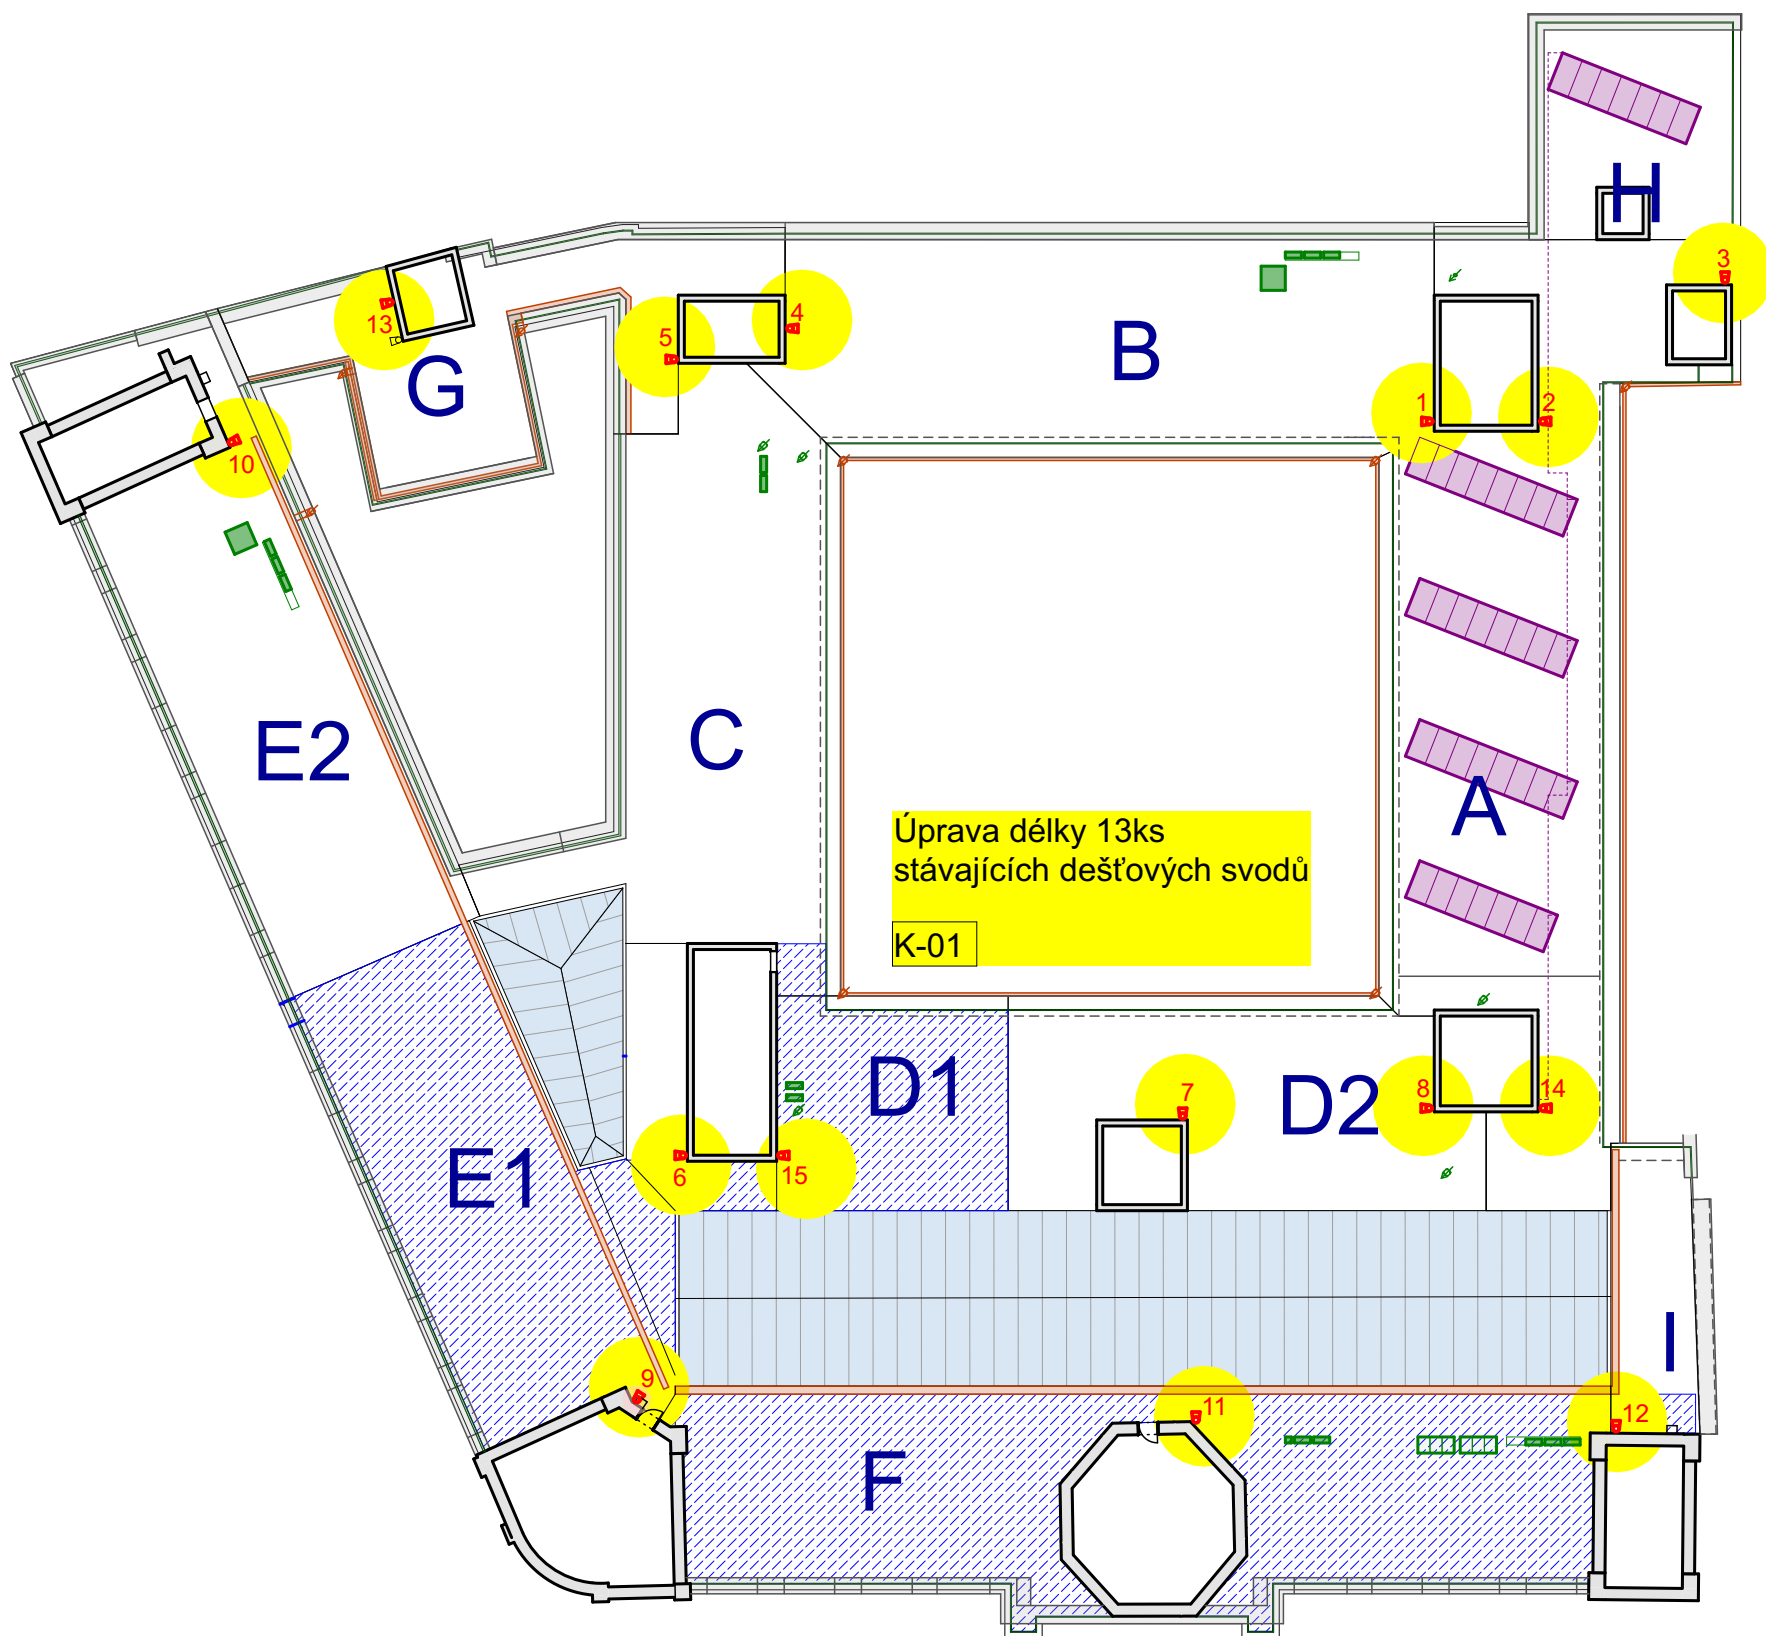 H
3
13
5
4
B
G
1
2
10
E2
C
A
Úprava délky 13ks
stávajících dešťových svodů
K-01
D1
7
D2
8
14
E1
6
15
I
9
11
12
F